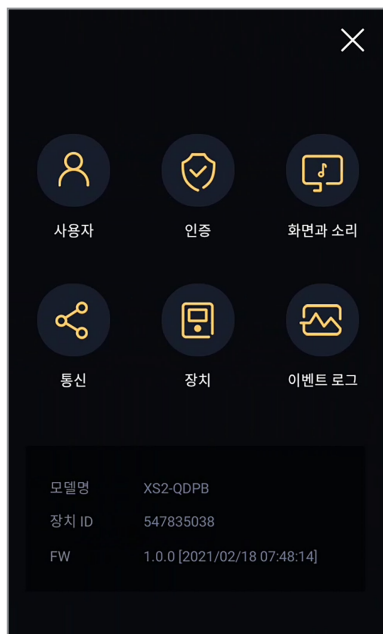 사용자 인증 화면과 소리
통신 장치 이벤트 로그
모델명 XS2-QDPB
장치 ID 547835038
FW 1.0.0 [2021/02/18 07:48:14]